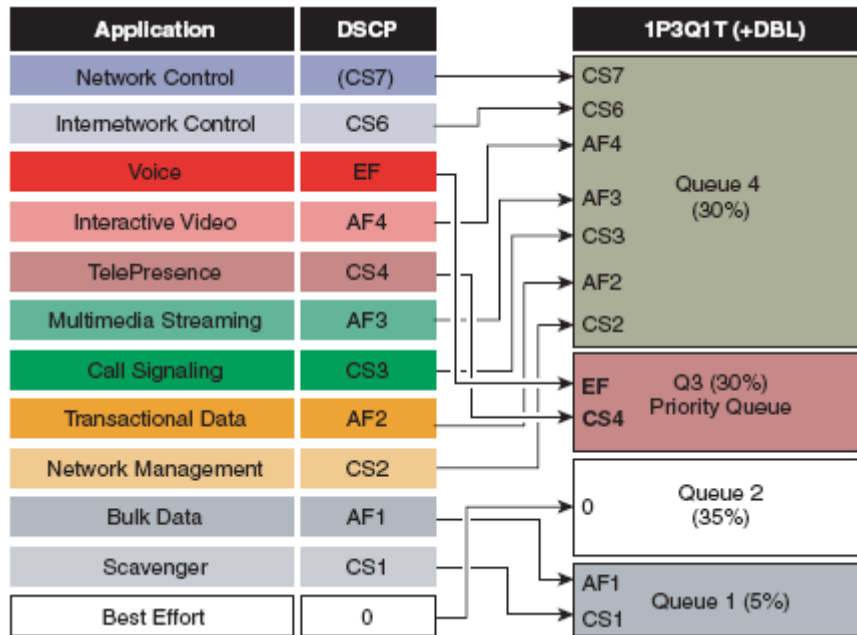 Application DSCP 1P3Q1T (+DBL)
Network Control (CS7) CS7
Internetwork Control CS6 CS6
Voice EF AF4
Interactive Video AF4 AF3
Queue 4
(30%)
TelePresence CS4 CS3
Multimedia Streaming AF3 AF2
Call Signaling CS3 CS2
Transactional Data AF2 EF
Q3 (30%)
Priority Queue
CS4
Network Management CS2
Bulk Data AF1 0
Queue 2
(35%)
Scavenger CS1 AF1
Queue 1 (5%)
Best Effort 0 CS1